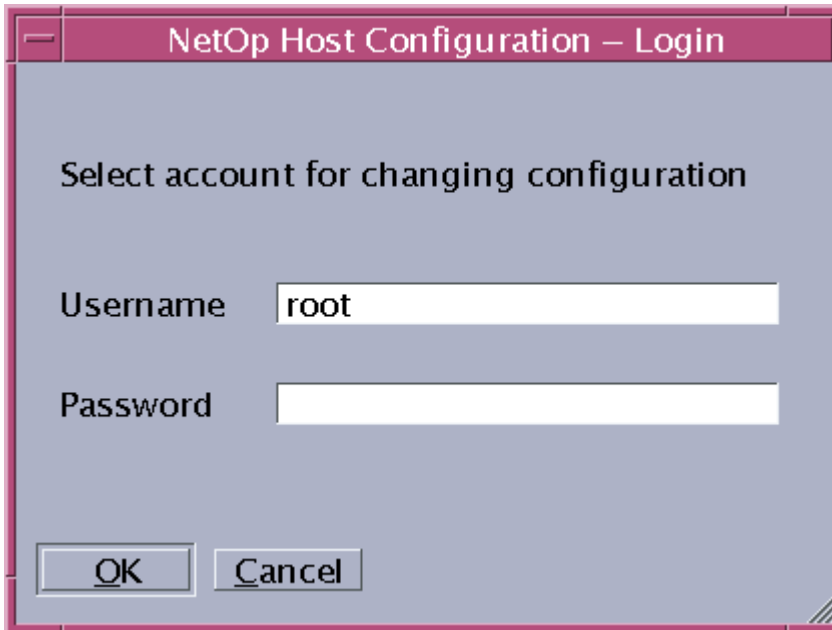 NetOp Host Configuration – Login
Select account for changing configuration
Username root
Password
OK Cancel